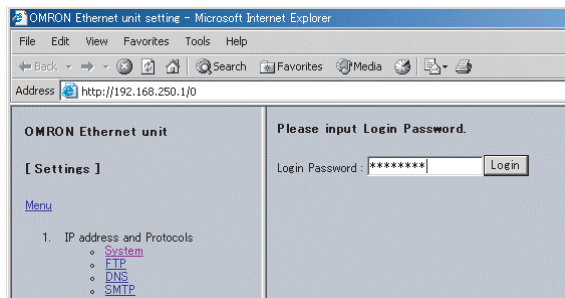 OMRON Ethernet unit setting - Microsoft Internet Explorer
File Edit View Favorites Tools Help
Back Search Favorites Media
Address http://192.168.250.1/0
OMRON Ethernet unit
[ Settings ]
Menu
1. IP address and Protocols
System
FTP
DNS
SMTP
Please input Login Password.
Login Password : ******** Login